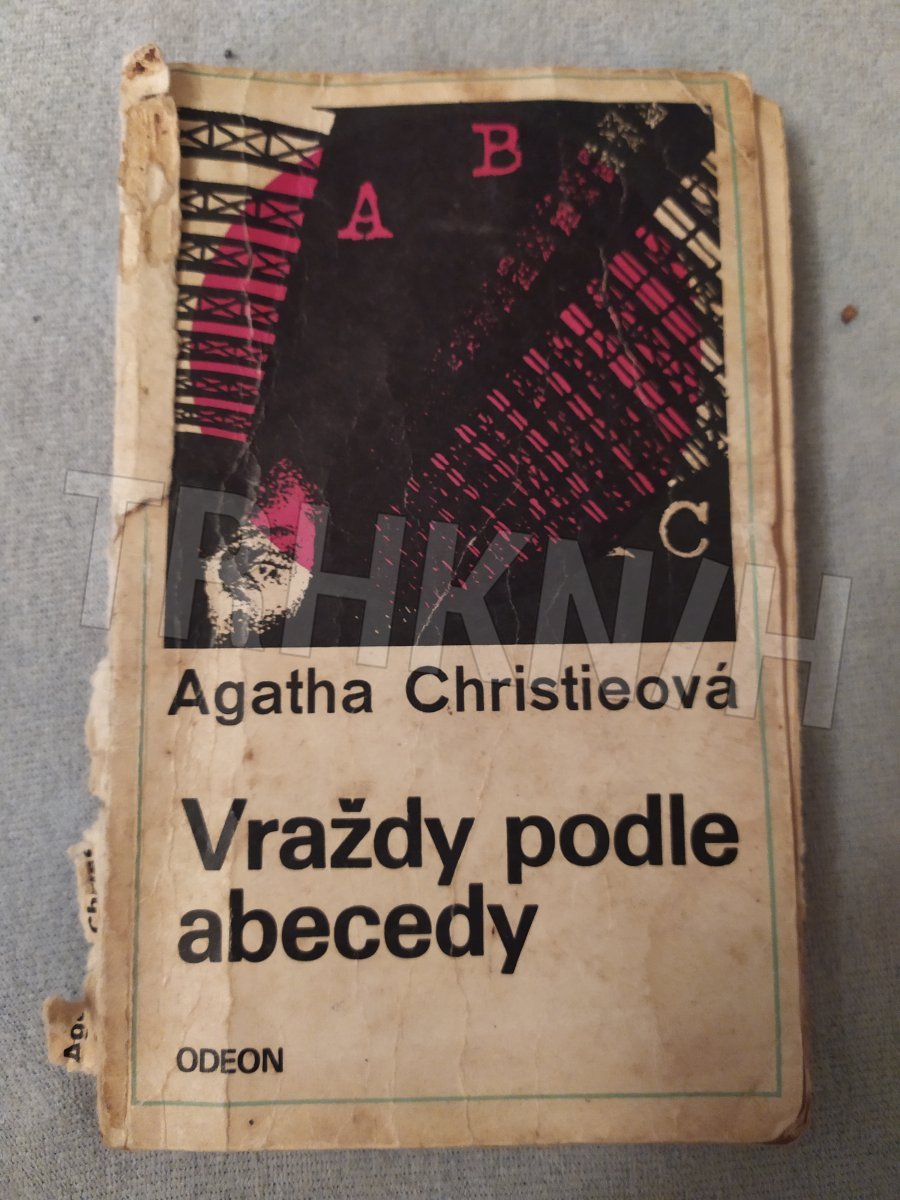 A
B
C
Agatha Christieová
Vraždy podle
abecedy
ODEON
TRHKNIH